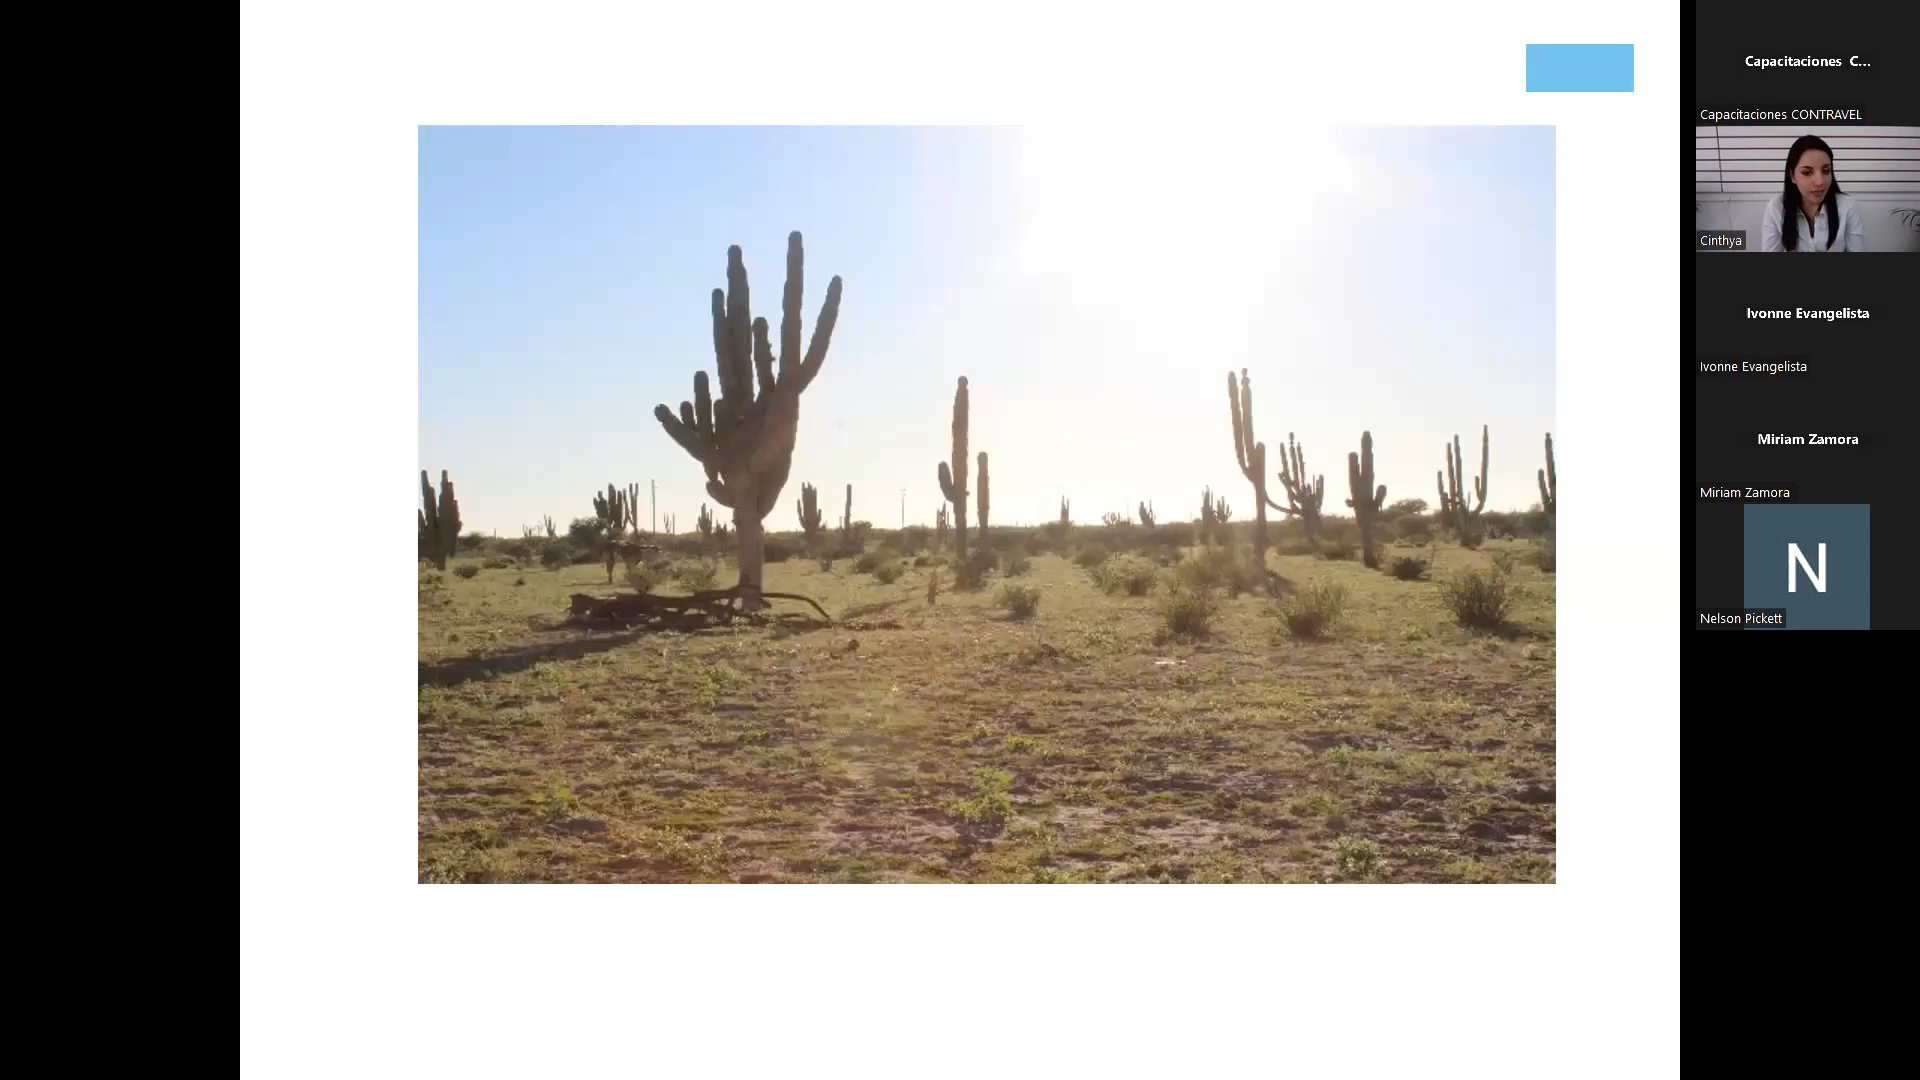 Capacitaciones C...
Capacitaciones CONTRAVEL
Cinthya
Ivonne Evangelista
Ivonne Evangelista
Miriam Zamora
Miriam Zamora
N
Nelson Pickett